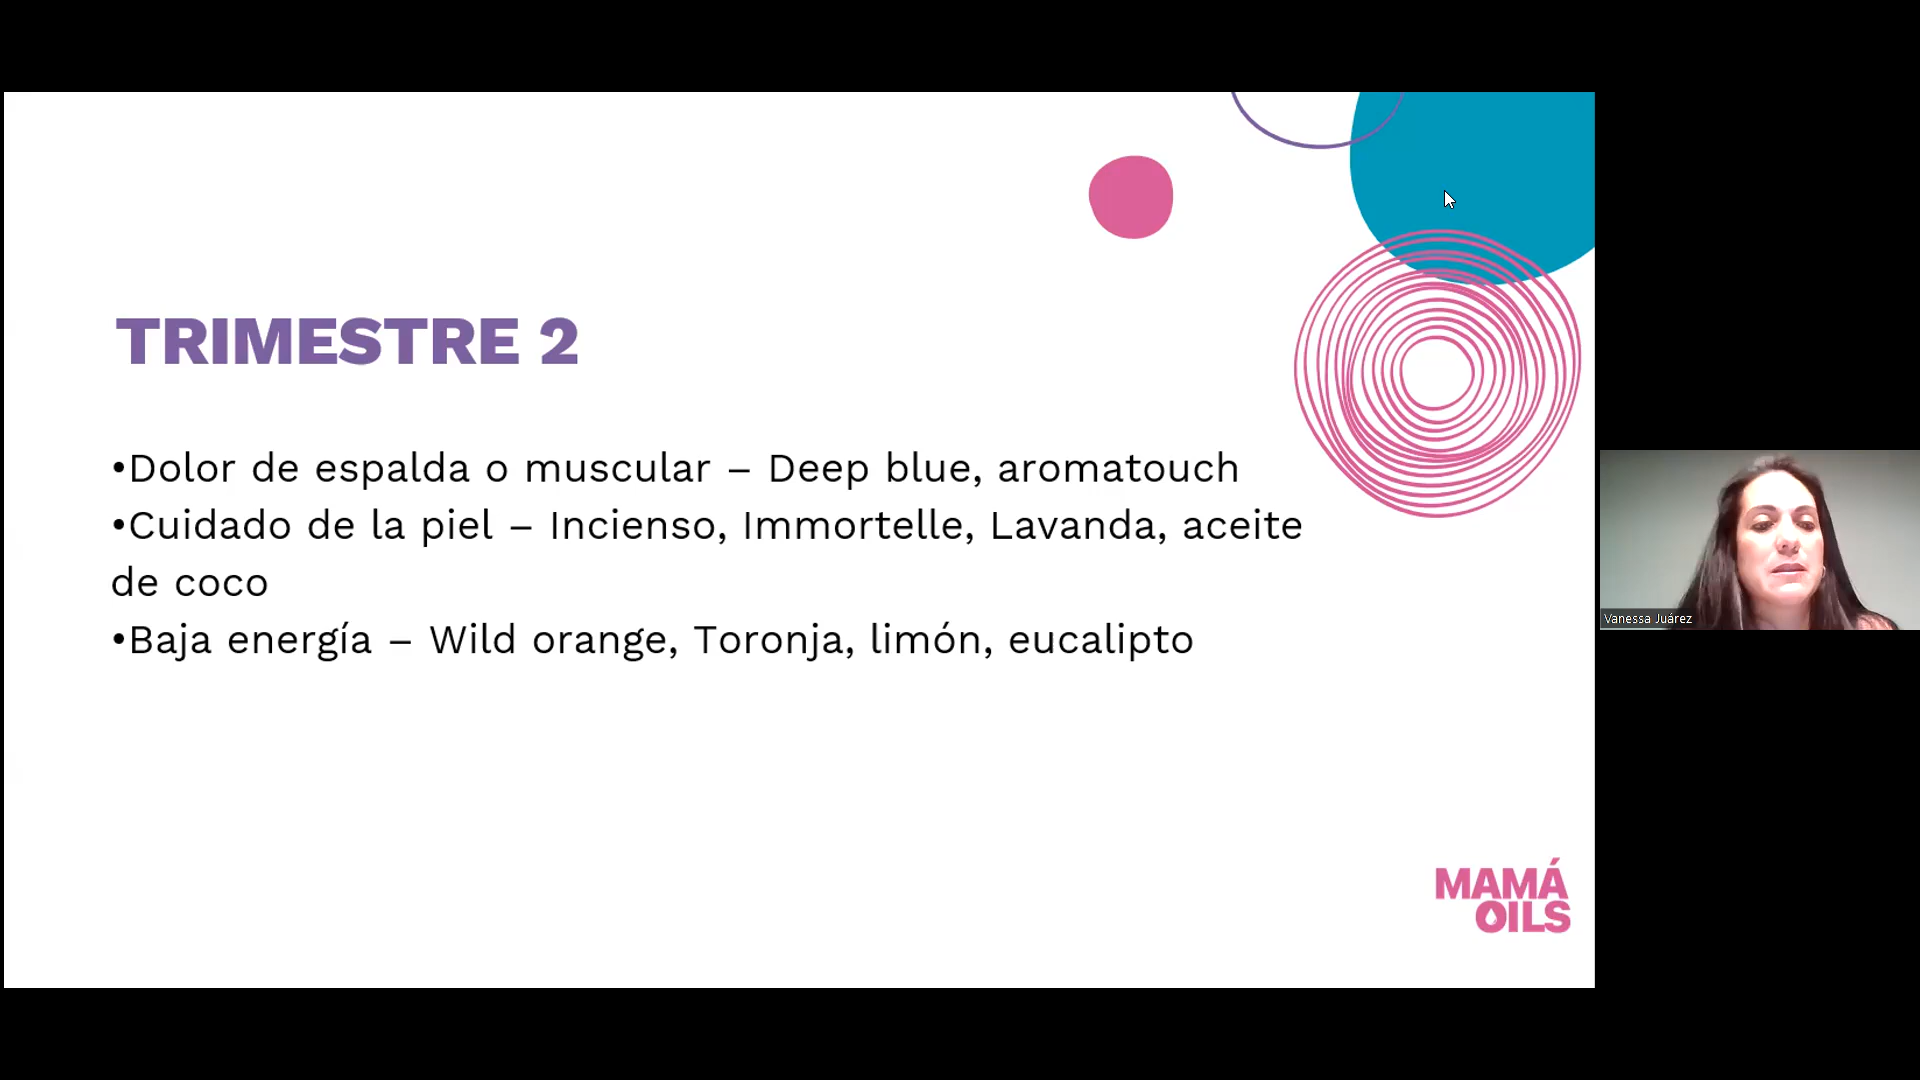 TRIMESTRE 2
•Dolor de espalda o muscular – Deep blue, aromatouch
•Cuidado de la piel – Incienso, Immortelle, Lavanda, aceite
de coco
•Baja energía – Wild orange, Toronja, limón, eucalipto
MAMÁ
OILS
Vanessa Juárez